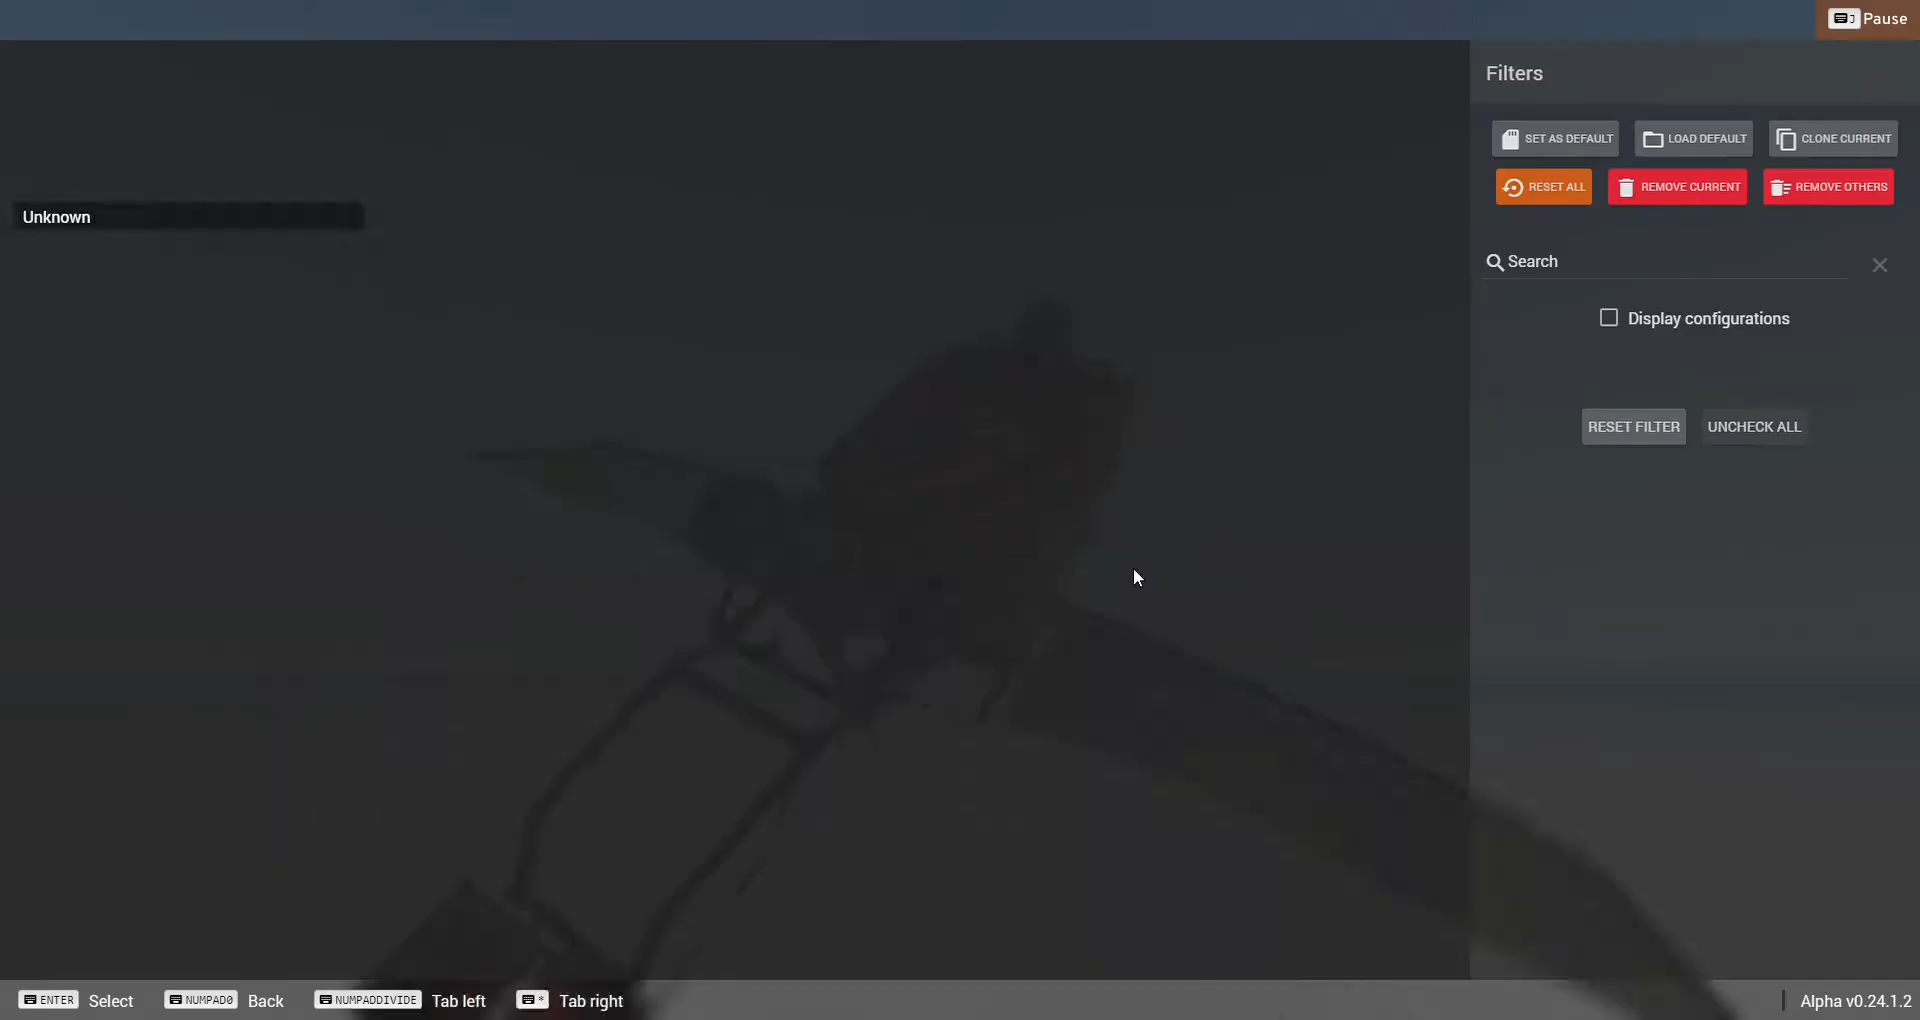 J Pause
Filters
SET AS DEFAULT LOAD DEFAULT CLONE CURRENT
RESET ALL REMOVE CURRENT REMOVE OTHERS
Unknown
Search
Display configurations
RESET FILTER UNCHECK ALL
ENTER Select NUMPAD0 Back NUMPADDIVIDE Tab left * Tab right Alpha v0.24.1.2